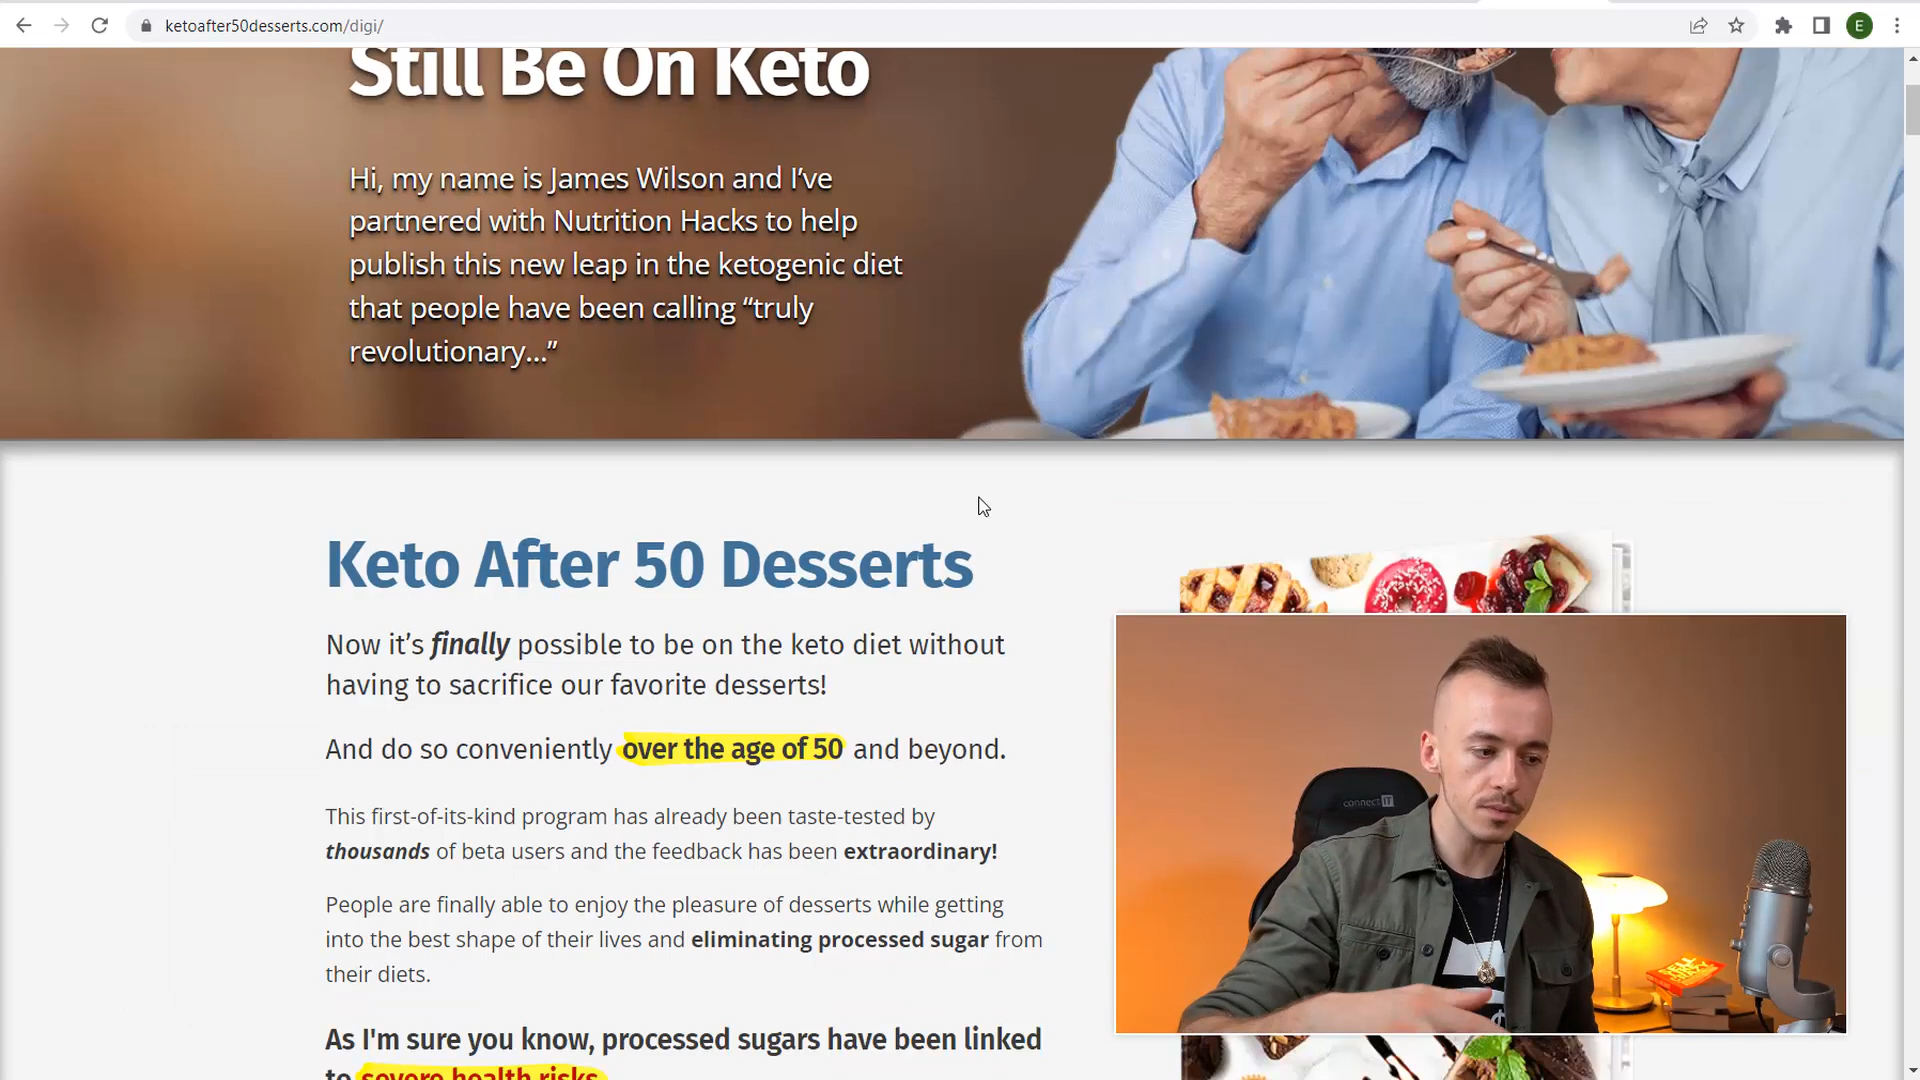 ketoafter50desserts.com/digi/
E
Still Be On Keto
Hi, my name is James Wilson and I’ve
partnered with Nutrition Hacks to help
publish this new leap in the ketogenic diet
that people have been calling “truly
revolutionary...”
Keto After 50 Desserts
Now it’s finally possible to be on the keto diet without
having to sacrifice our favorite desserts!
And do so conveniently over the age of 50 and beyond.
This first-of-its-kind program has already been taste-tested by
thousands of beta users and the feedback has been extraordinary!
People are finally able to enjoy the pleasure of desserts while getting
into the best shape of their lives and eliminating processed sugar from
their diets.
As I'm sure you know, processed sugars have been linked
to severe health risks
connect IT